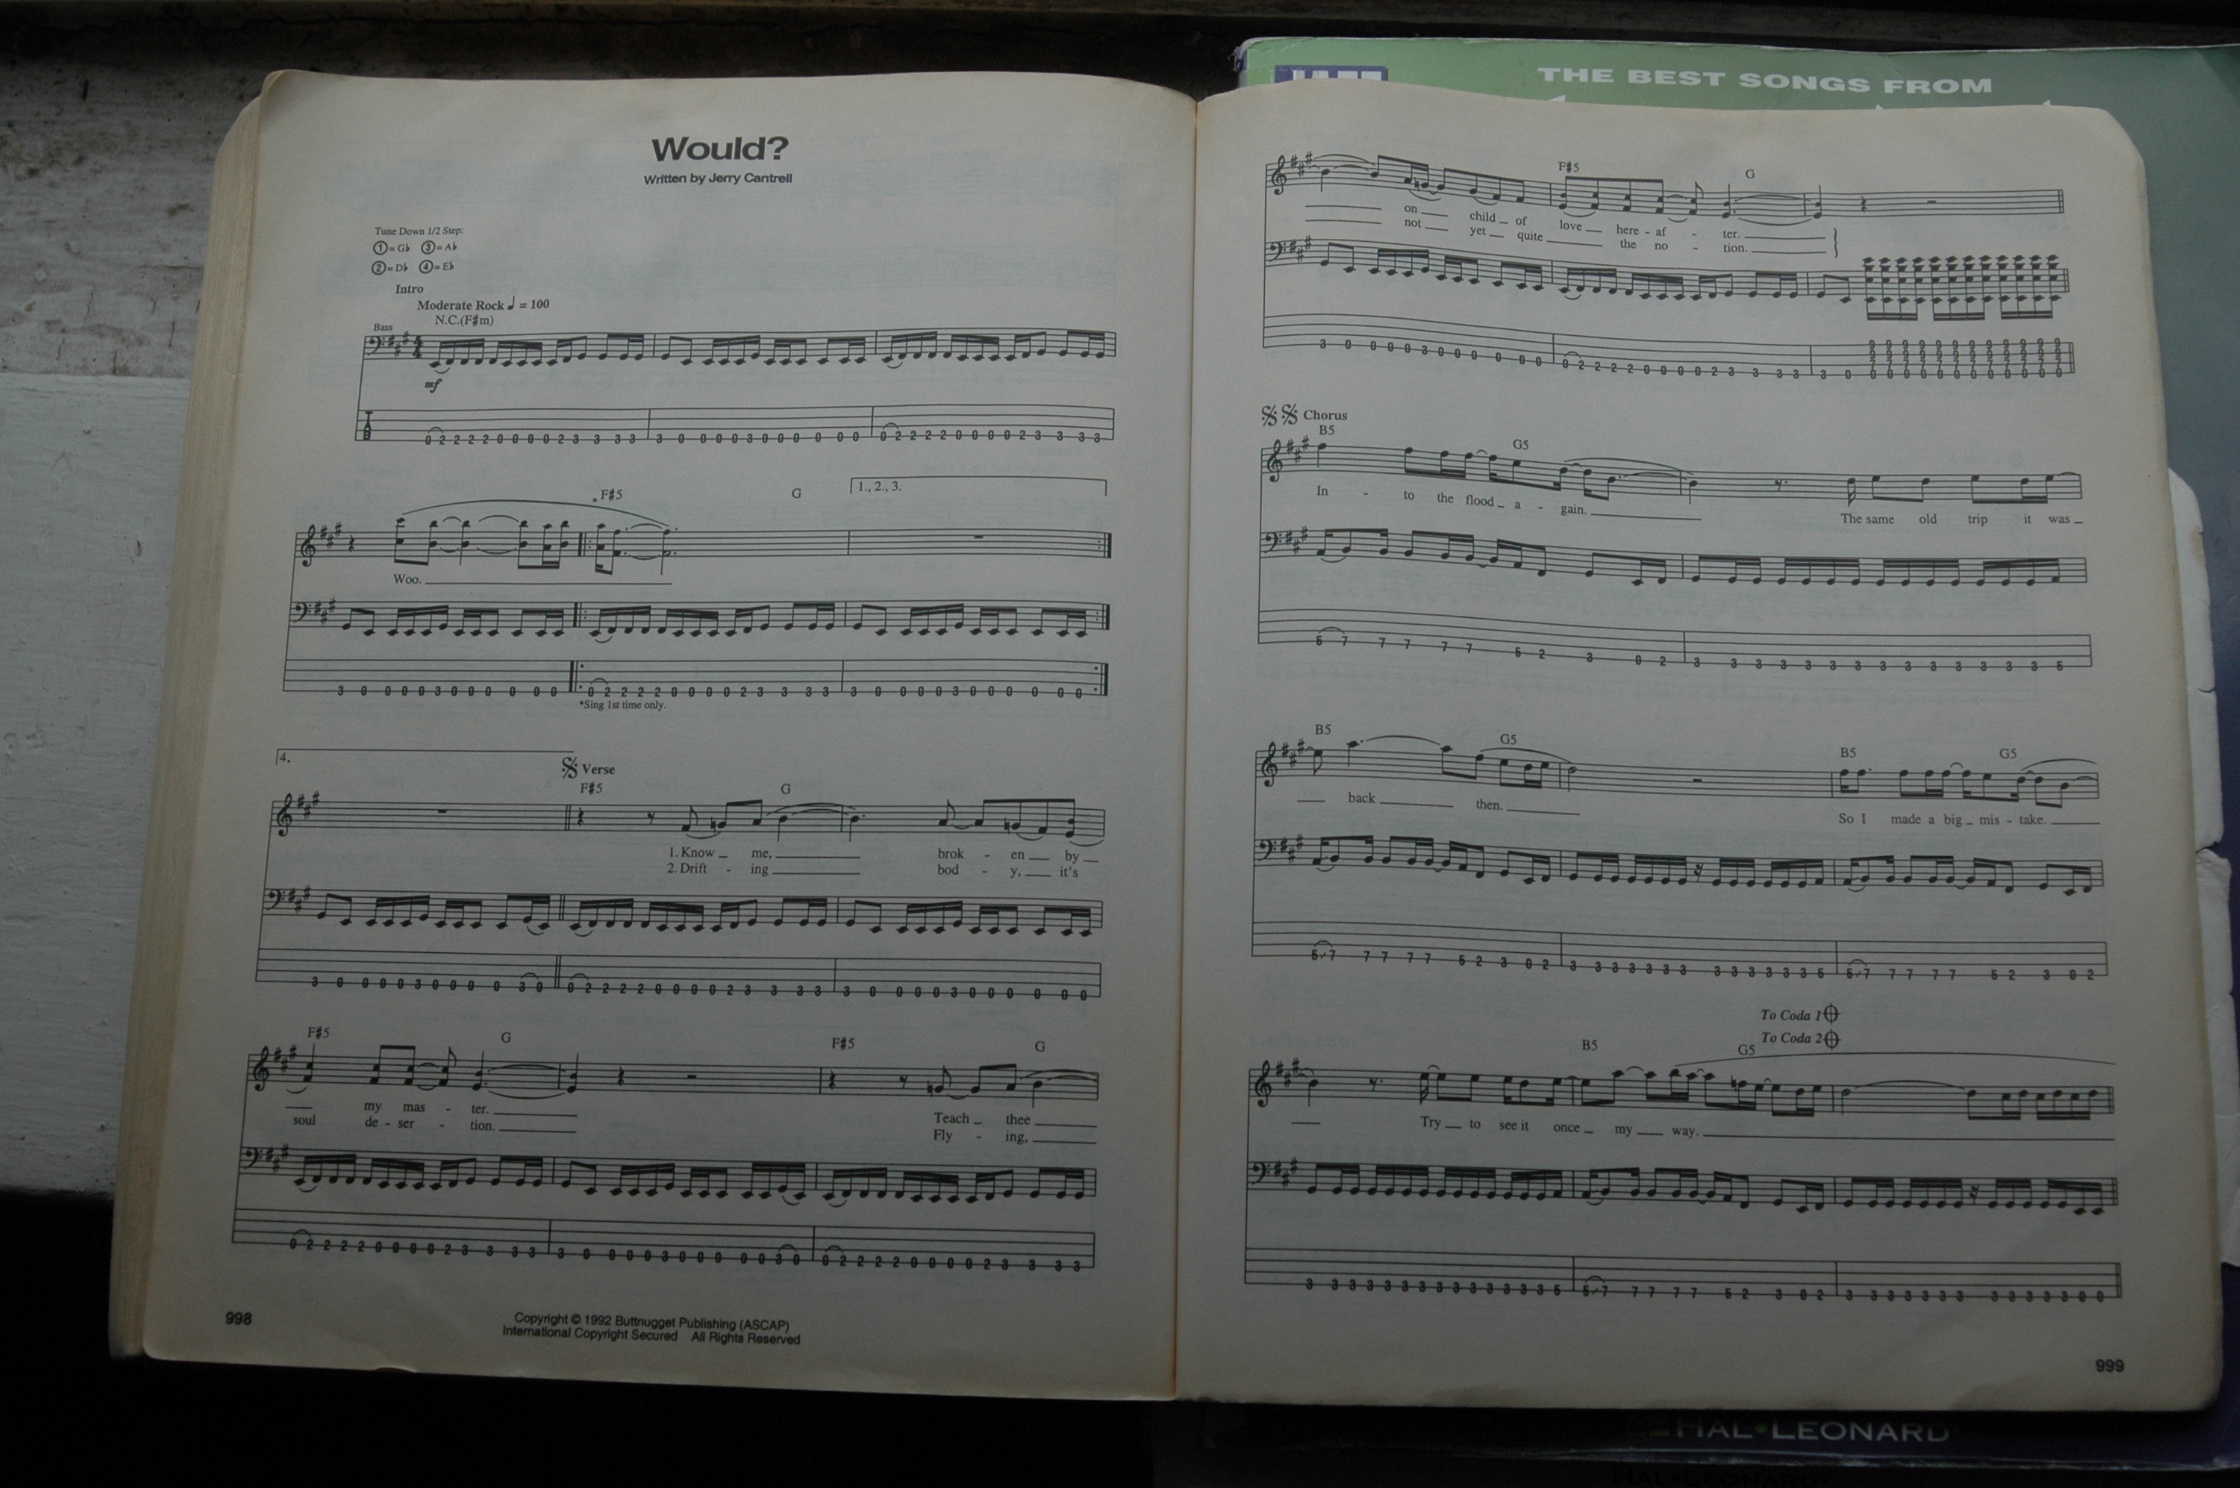 Would?
Written by Jerry Cantrell
Tune Down 1/2 Step:
①= G♭ ③= A♭
②= D♭ ④= E♭
Intro
Moderate Rock ♩ = 100
N.C.(F♯m)
Bass
mf
T
A
B
0 2 2 2 2 0 0 0 0 2 3 3 3 3 3 0 0 0 0 3 0 0 0 0 0 0 0 2 2 2 2 0 0 0 0 2 3 3 3 3
F♯5 G 1., 2., 3.
Woo.
3 0 0 0 0 3 0 0 0 0 0 0 0 2 2 2 2 0 0 0 0 2 3 3 3 3 3 0 0 0 0 3 0 0 0 0 0 0
*Sing 1st time only.
4.
Verse
F♯5 G
1. Know me, brok - en by
2. Drift - ing bod - y, it's
3 0 0 0 0 3 0 0 0 0 3 0 0 2 2 2 2 0 0 0 0 2 3 3 3 3 3 0 0 0 0 3 0 0 0 0 0 0
F♯5 G F♯5 G
my mas - ter. Teach thee
soul de - ser - tion. Fly - ing,
0 2 2 2 2 0 0 0 0 2 3 3 3 3 3 0 0 0 0 3 0 0 0 0 0 3 0 0 2 2 2 2 0 0 0 0 2 3 3 3 3
998
Copyright © 1992 Buttnugget Publishing (ASCAP)
International Copyright Secured All Rights Reserved
THE BEST SONGS FROM
F♯5 G
on child of love here - af - ter.
not yet quite the no - tion.
3 0 0 0 0 3 0 0 0 0 0 0 0 2 2 2 2 0 0 0 0 2 3 3 3 3 3 0
Chorus
B5 G5
In - to the flood a - gain. The same old trip it was
5 7 7 7 7 7 5 2 3 0 2 3 3 3 3 3 3 3 3 3 3 3 3 3 3 5
B5 G5 B5 G5
back then. So I made a big mis - take.
5 7 7 7 7 7 5 2 3 0 2 3 3 3 3 3 3 3 3 3 3 3 3 3 5 5 7 7 7 7 7 5 2 3 0 2
To Coda 1
To Coda 2
B5 G5
Try to see it once my way.
3 3 3 3 3 3 3 3 3 3 3 3 3 3 5 5 7 7 7 7 7 5 2 3 0 2 3 3 3 3 3 3 3 3 3 3 3 3 0 0
999
HAL•LEONARD